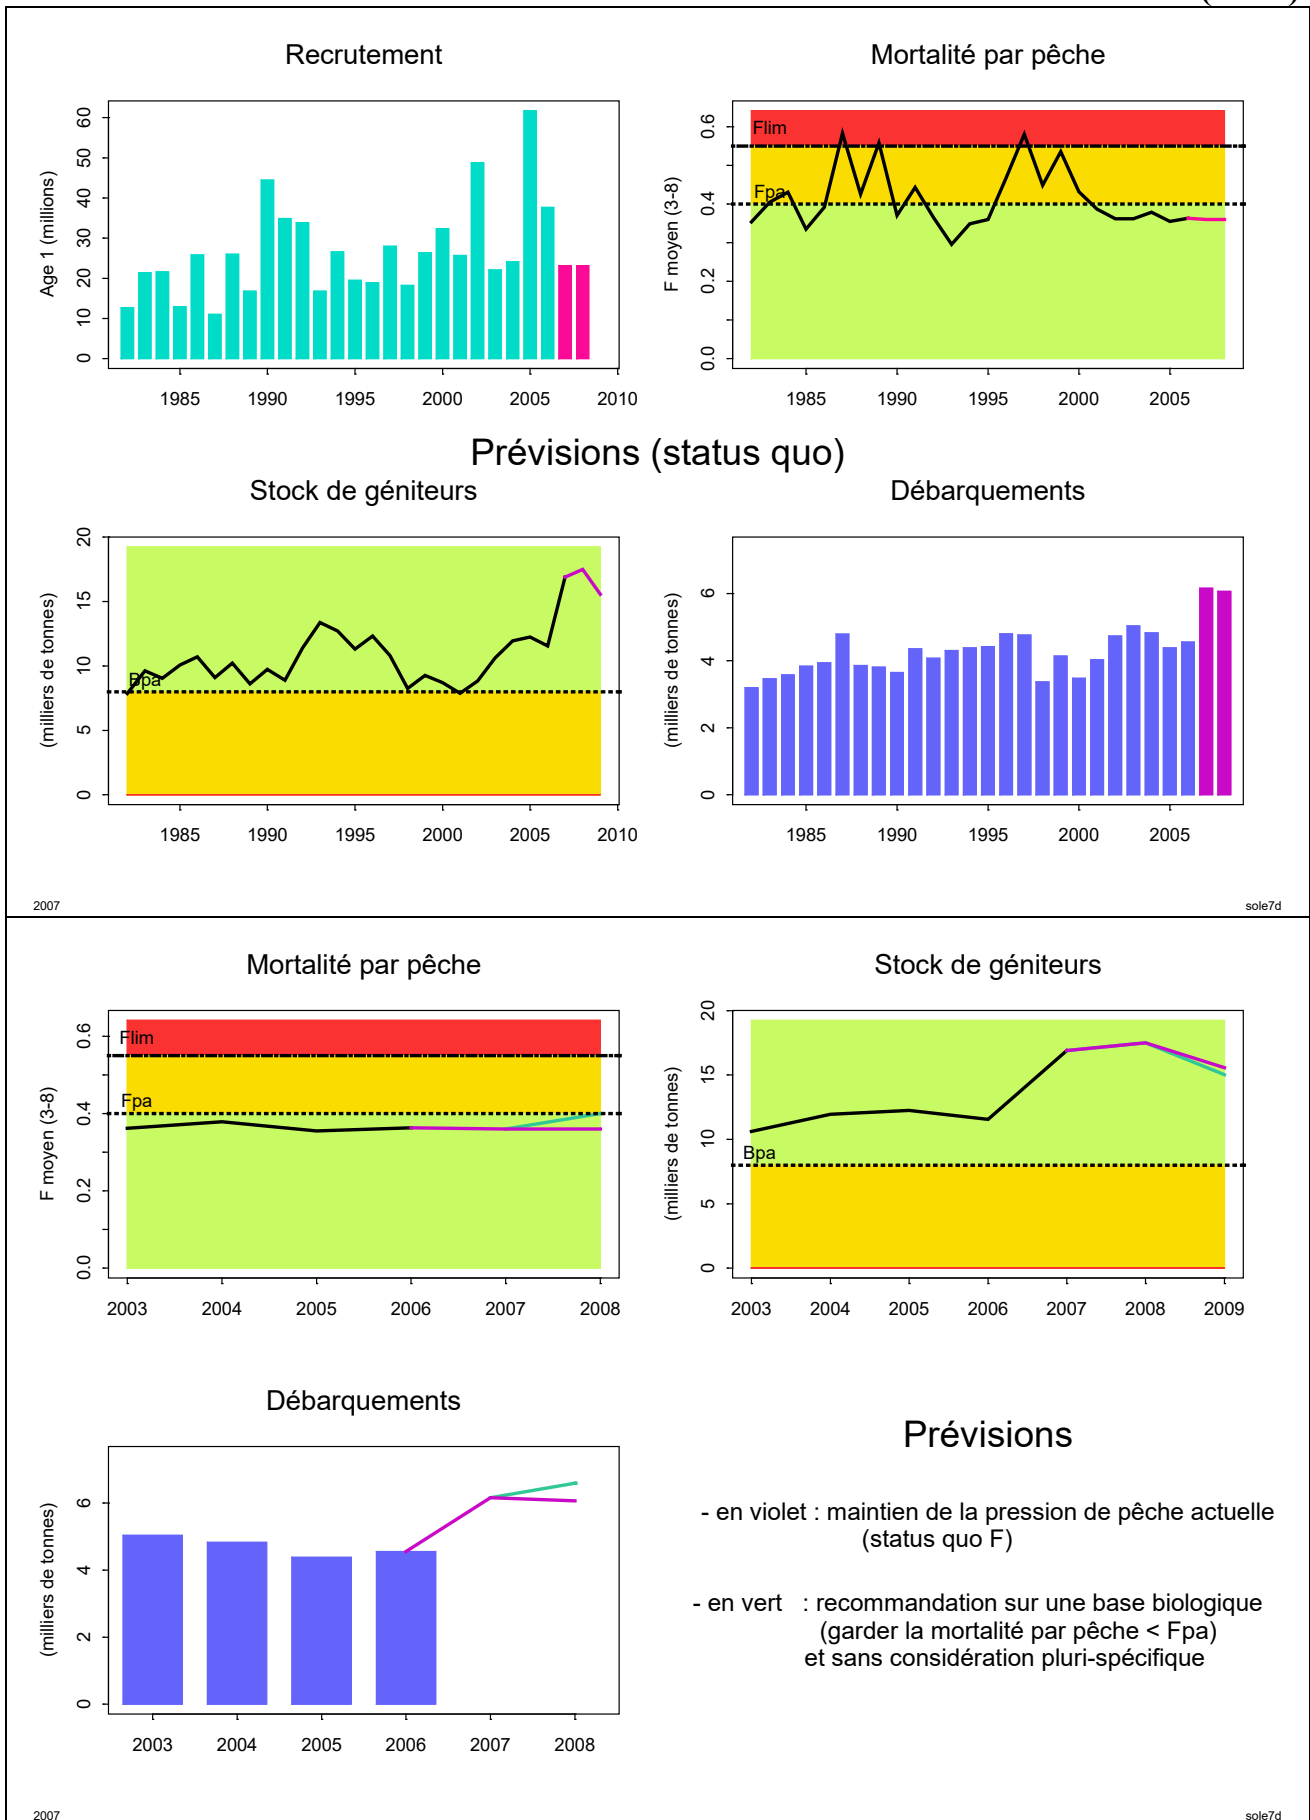 Recrutement
Age 1 (millions)
0 10 20 30 40 50 60
1985 1990 1995 2000 2005 2010
Mortalité par pêche
F moyen (3-8)
0.0 0.2 0.4 0.6
Flim
Fpa
1985 1990 1995 2000 2005
Prévisions (status quo)
Stock de géniteurs
(milliers de tonnes)
0 5 10 15 20
Bpa
1985 1990 1995 2000 2005 2010
Débarquements
(milliers de tonnes)
0 2 4 6
1985 1990 1995 2000 2005
2007
sole7d
Mortalité par pêche
F moyen (3-8)
0.0 0.2 0.4 0.6
Flim
Fpa
2003 2004 2005 2006 2007 2008
Stock de géniteurs
(milliers de tonnes)
0 5 10 15 20
Bpa
2003 2004 2005 2006 2007 2008 2009
Débarquements
(milliers de tonnes)
0 2 4 6
2003 2004 2005 2006 2007 2008
Prévisions
- en violet : maintien de la pression de pêche actuelle
(status quo F)
- en vert : recommandation sur une base biologique
(garder la mortalité par pêche < Fpa)
et sans considération pluri-spécifique
2007
sole7d